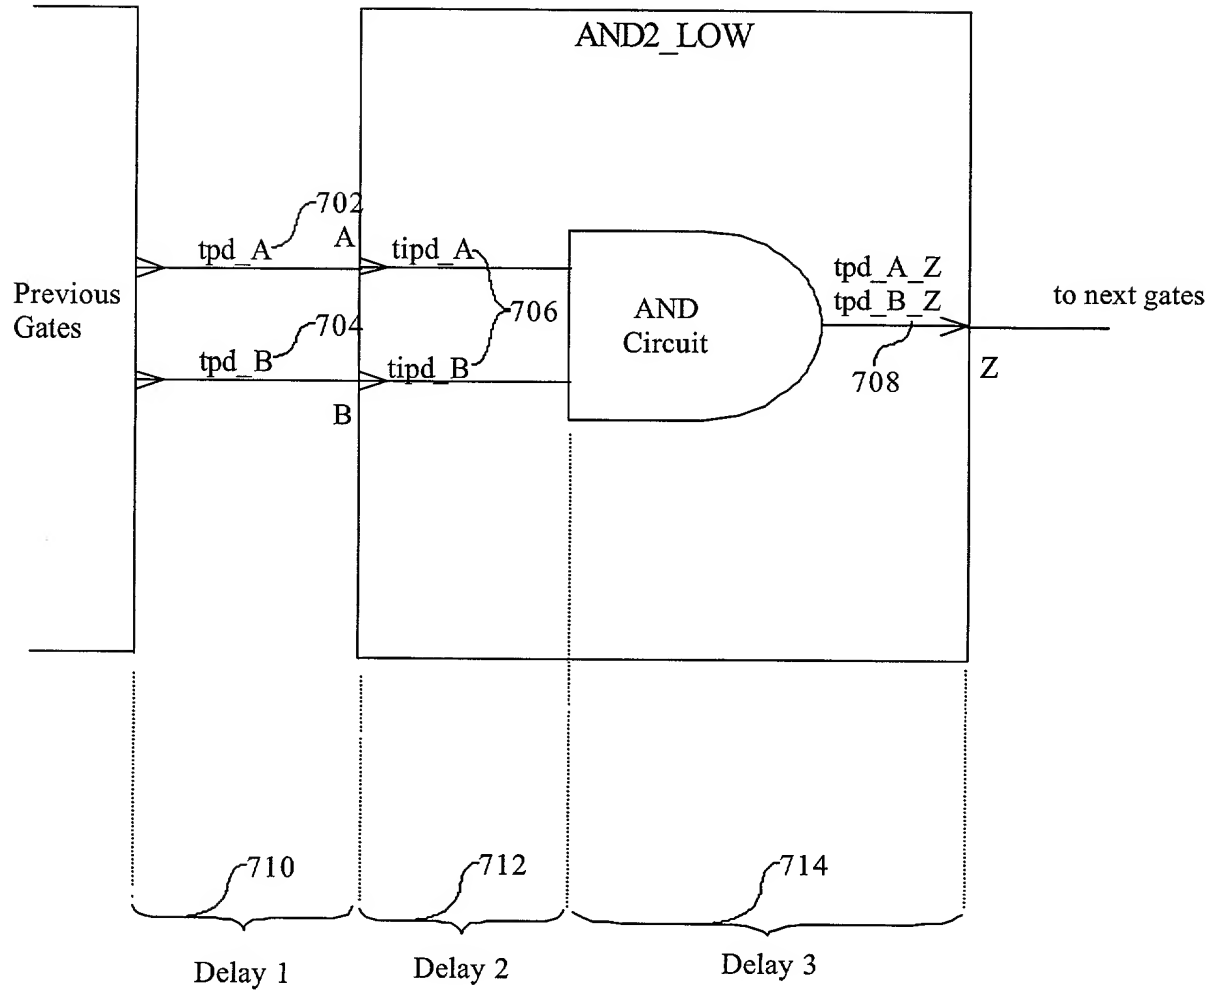 AND2_LOW
702
tpd_A
A
tipd_A
tpd_A_Z
Previous
Gates
706
AND
Circuit
tpd_B_Z
to next gates
704
tpd_B
tipd_B
708
Z
B
710
712
714
Delay 1
Delay 2
Delay 3